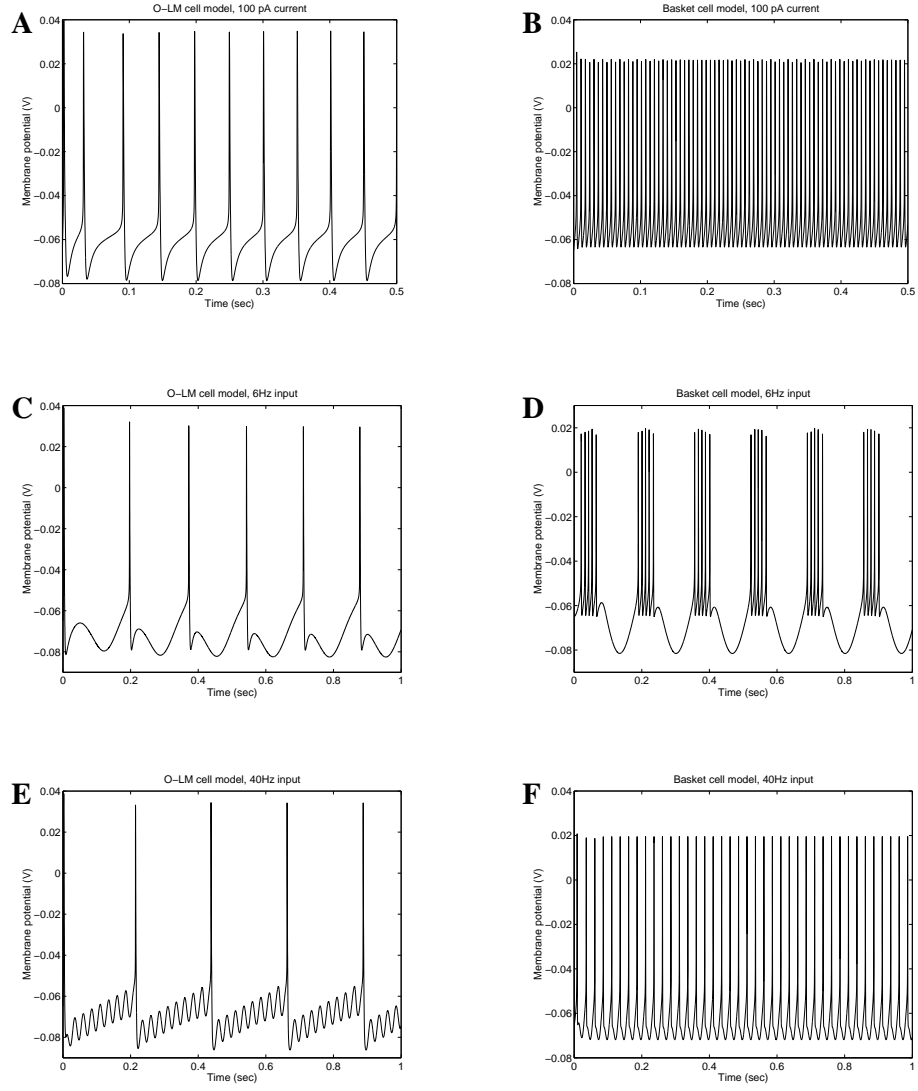 A
O−LM cell model, 100 pA current
0.04
0.02
0
−0.02
−0.04
−0.06
−0.08
Membrane potential (V)
0 0.1 0.2 0.3 0.4 0.5
Time (sec)
B
Basket cell model, 100 pA current
0.04
0.02
0
−0.02
−0.04
−0.06
−0.08
Membrane potential (V)
0 0.1 0.2 0.3 0.4 0.5
Time (sec)
C
O−LM cell model, 6Hz input
0.04
0.02
0
−0.02
−0.04
−0.06
−0.08
Membrane potential (V)
0 0.2 0.4 0.6 0.8 1
Time (sec)
D
Basket cell model, 6Hz input
0.02
0
−0.02
−0.04
−0.06
−0.08
Membrane potential (V)
0 0.2 0.4 0.6 0.8 1
Time (sec)
E
O−LM cell model, 40Hz input
0.04
0.02
0
−0.02
−0.04
−0.06
−0.08
Membrane potential (V)
0 0.2 0.4 0.6 0.8 1
Time (sec)
F
Basket cell model, 40Hz input
0.04
0.02
0
−0.02
−0.04
−0.06
−0.08
Membrane potential (V)
0 0.2 0.4 0.6 0.8 1
Time (sec)